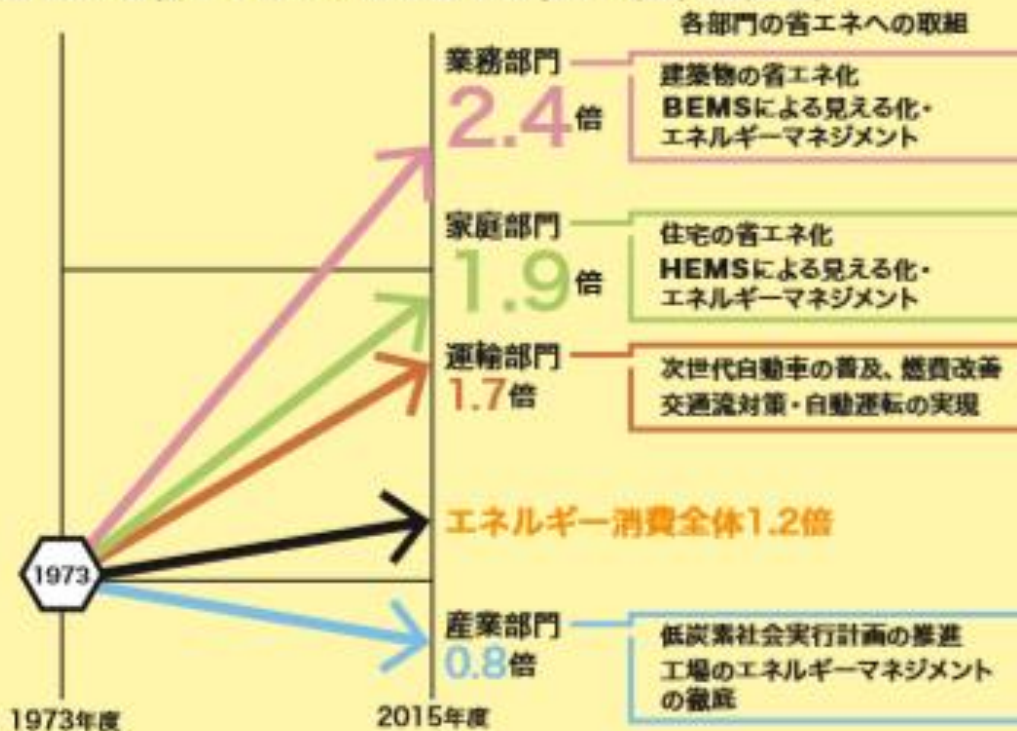 各部門の省エネへの取組
業務部門
2.4倍
建築物の省エネ化
BEMSによる見える化・
エネルギーマネジメント
家庭部門
1.9倍
住宅の省エネ化
HEMSによる見える化・
エネルギーマネジメント
運輸部門
1.7倍
次世代自動車の普及、燃費改善
交通流対策・自動運転の実現
エネルギー消費全体1.2倍
1973
産業部門
0.8倍
低炭素社会実行計画の推進
工場のエネルギーマネジメント
の徹底
1973年度
2015年度